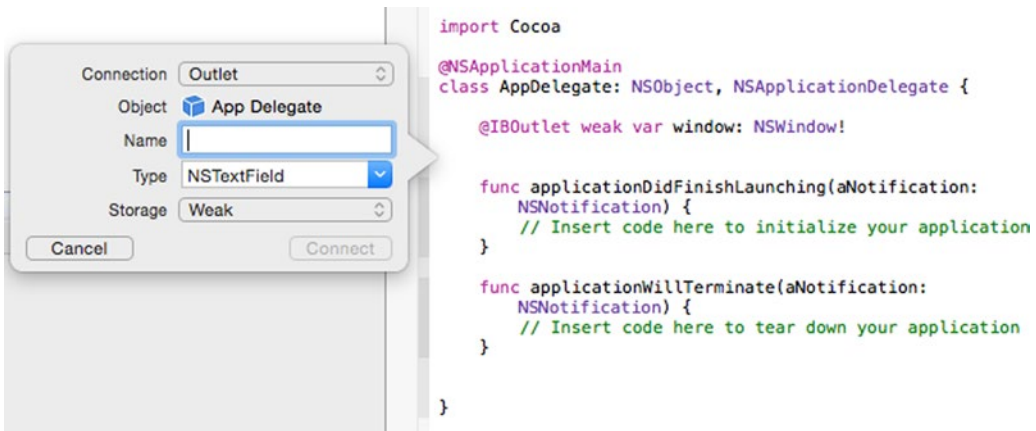 Connection Outlet
Object App Delegate
Name
Type NSTextField
Storage Weak
Cancel Connect
import Cocoa
@NSApplicationMain
class AppDelegate: NSObject, NSApplicationDelegate {
@IBOutlet weak var window: NSWindow!
func applicationDidFinishLaunching(aNotification:
NSNotification) {
// Insert code here to initialize your application
}
func applicationWillTerminate(aNotification:
NSNotification) {
// Insert code here to tear down your application
}
}